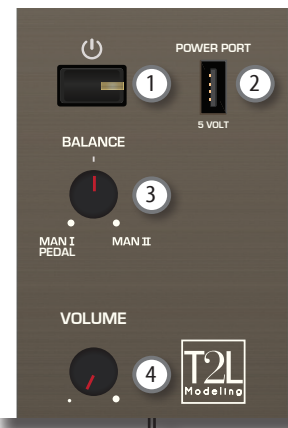 POWER PORT
1
2
5 VOLT
BALANCE
3
MAN I
PEDAL
MAN II
VOLUME
4
T2L
Modeling